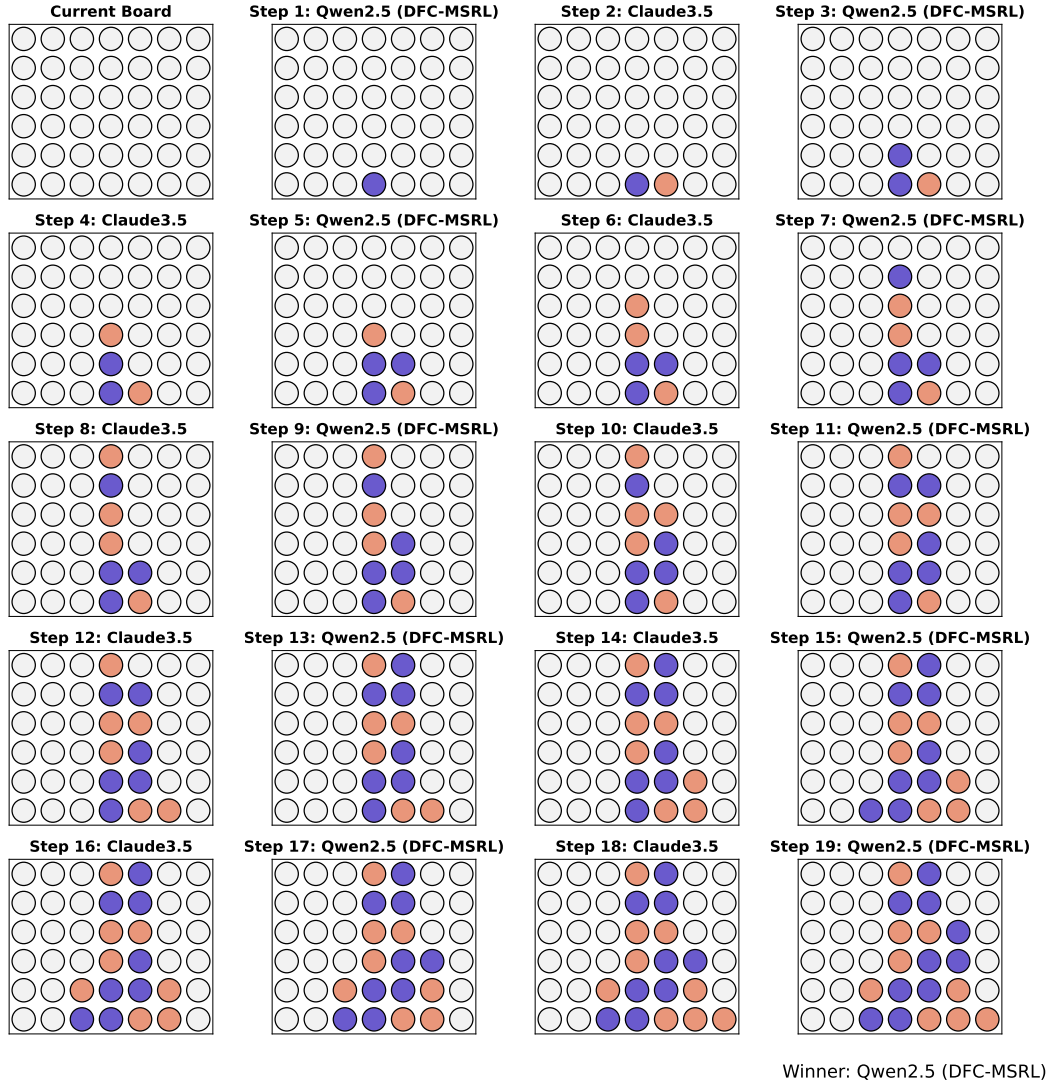 Current Board
Step 1: Qwen2.5 (DFC-MSRL)
Step 2: Claude3.5
Step 3: Qwen2.5 (DFC-MSRL)
Step 4: Claude3.5
Step 5: Qwen2.5 (DFC-MSRL)
Step 6: Claude3.5
Step 7: Qwen2.5 (DFC-MSRL)
Step 8: Claude3.5
Step 9: Qwen2.5 (DFC-MSRL)
Step 10: Claude3.5
Step 11: Qwen2.5 (DFC-MSRL)
Step 12: Claude3.5
Step 13: Qwen2.5 (DFC-MSRL)
Step 14: Claude3.5
Step 15: Qwen2.5 (DFC-MSRL)
Step 16: Claude3.5
Step 17: Qwen2.5 (DFC-MSRL)
Step 18: Claude3.5
Step 19: Qwen2.5 (DFC-MSRL)
Winner: Qwen2.5 (DFC-MSRL)